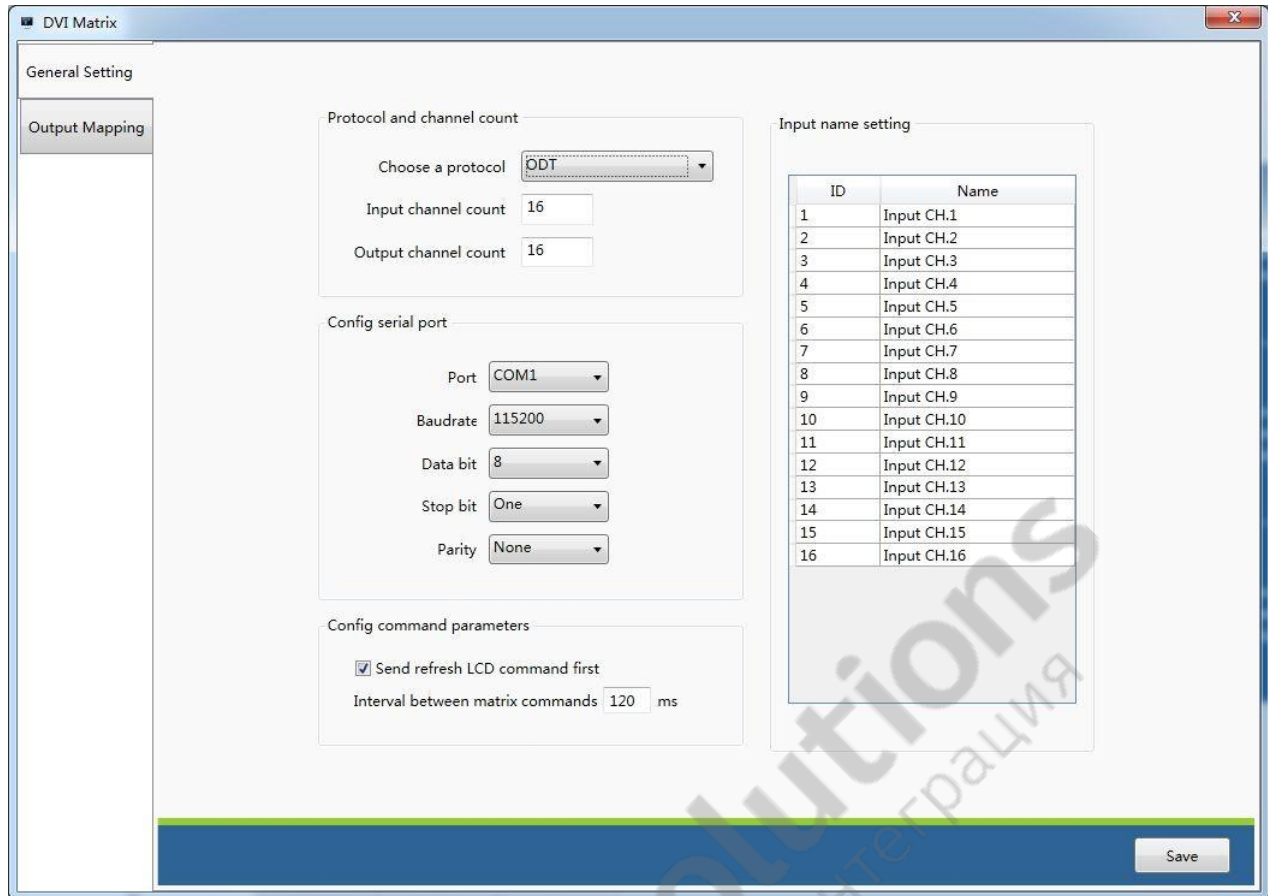 DVI Matrix
General Setting
Output Mapping
Protocol and channel count
Choose a protocol ODT
Input channel count 16
Output channel count 16
Config serial port
Port COM1
Baudrate 115200
Data bit 8
Stop bit One
Parity None
Config command parameters
Send refresh LCD command first
Interval between matrix commands 120 ms
Input name setting
ID Name
1 Input CH.1
2 Input CH.2
3 Input CH.3
4 Input CH.4
5 Input CH.5
6 Input CH.6
7 Input CH.7
8 Input CH.8
9 Input CH.9
10 Input CH.10
11 Input CH.11
12 Input CH.12
13 Input CH.13
14 Input CH.14
15 Input CH.15
16 Input CH.16
Save